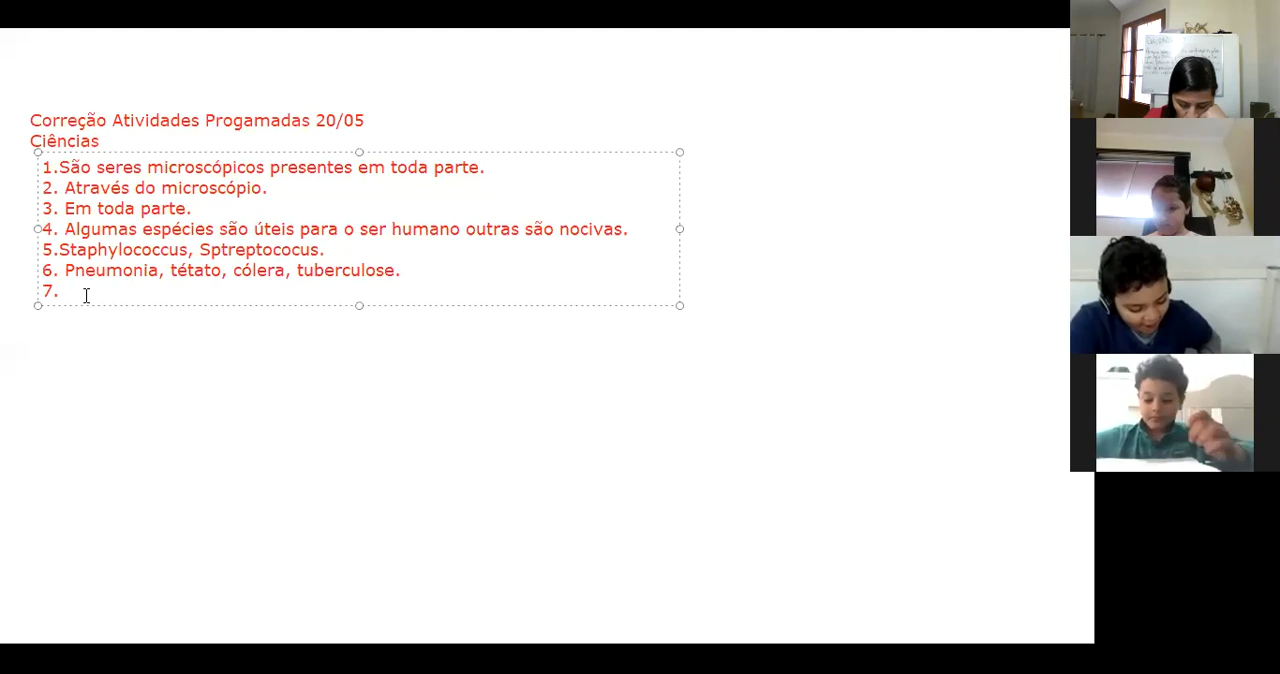 Correção Atividades Progamadas 20/05
Ciências
1.São seres microscópicos presentes em toda parte.
2. Através do microscópio.
3. Em toda parte.
4. Algumas espécies são úteis para o ser humano outras são nocivas.
5.Staphylococcus, Sptreptococus.
6. Pneumonia, tétato, cólera, tuberculose.
7.